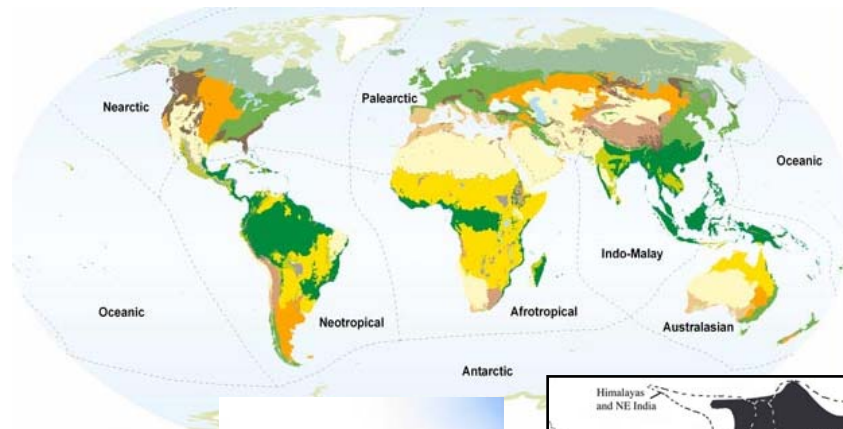 Nearctic
Palearctic
Oceanic
Indo-Malay
Oceanic
Neotropical
Afrotropical
Australasian
Antarctic
Himalayas
and NE India